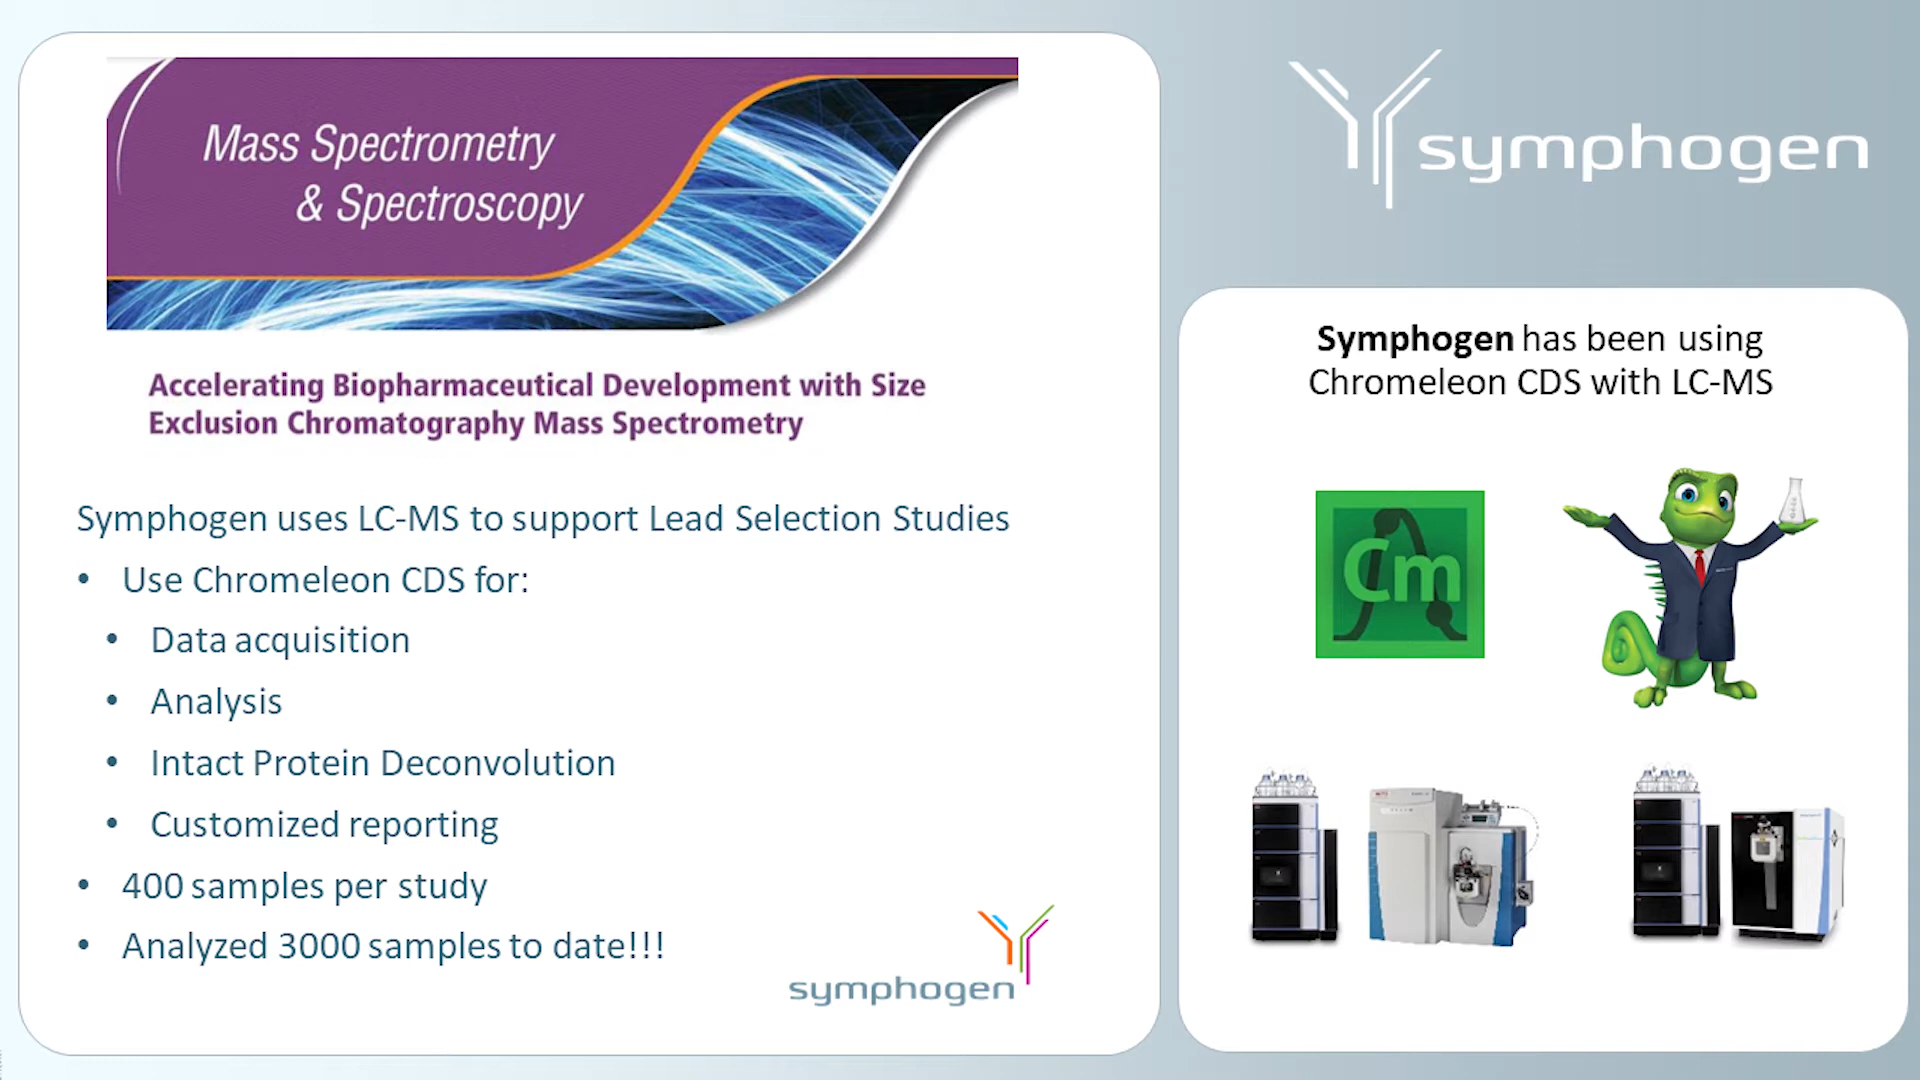 Mass Spectrometry
& Spectroscopy
Accelerating Biopharmaceutical Development with Size
Exclusion Chromatography Mass Spectrometry
Symphogen uses LC-MS to support Lead Selection Studies
• Use Chromeleon CDS for:
• Data acquisition
• Analysis
• Intact Protein Deconvolution
• Customized reporting
• 400 samples per study
• Analyzed 3000 samples to date!!!
symphogen
symphogen
Symphogen has been using
Chromeleon CDS with LC-MS
Cm